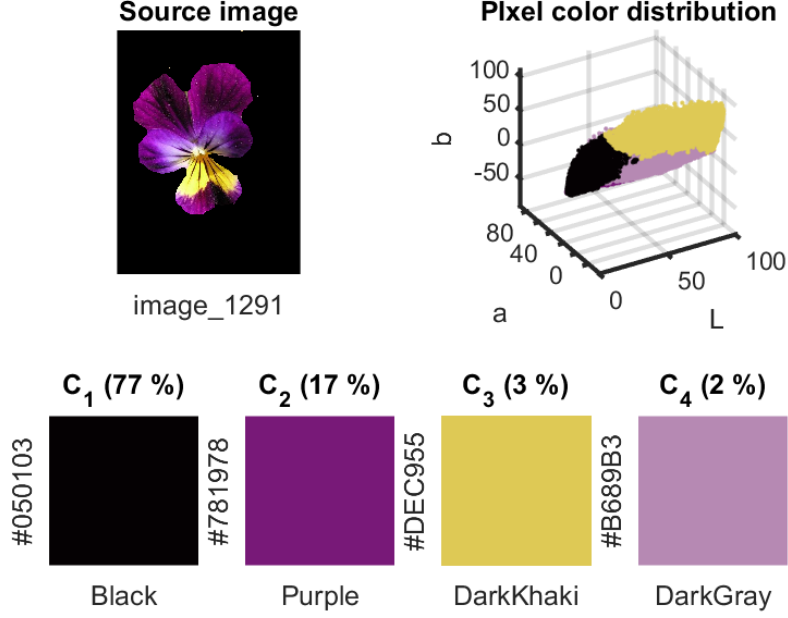 Source image
PIxel color distribution
image_1291
100
50
0
-50
b
80
40
0
a
0
50
100
L
C1 (77 %)
C2 (17 %)
C3 (3 %)
C4 (2 %)
#050103
#781978
#DEC955
#B689B3
Black
Purple
DarkKhaki
DarkGray